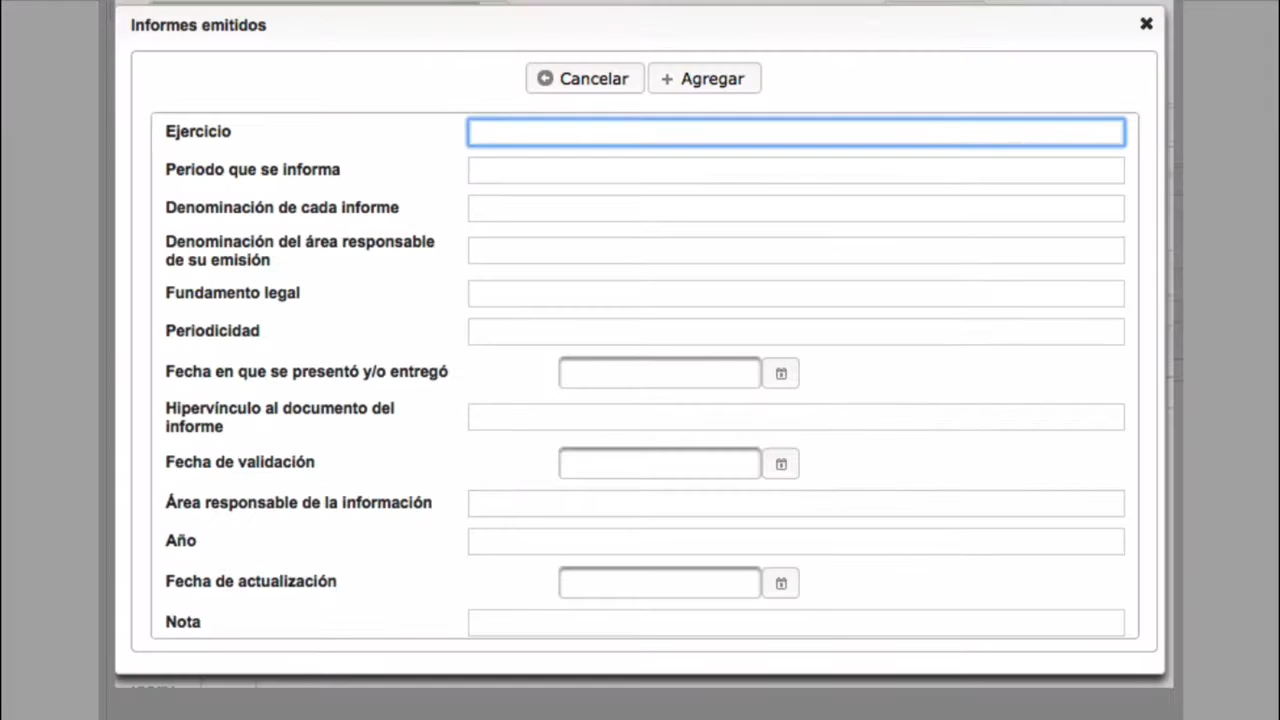 Informes emitidos
Cancelar
Agregar
Ejercicio
Periodo que se informa
Denominación de cada informe
Denominación del área responsable
de su emisión
Fundamento legal
Periodicidad
Fecha en que se presentó y/o entregó
Hipervínculo al documento del
informe
Fecha de validación
Área responsable de la información
Año
Fecha de actualización
Nota